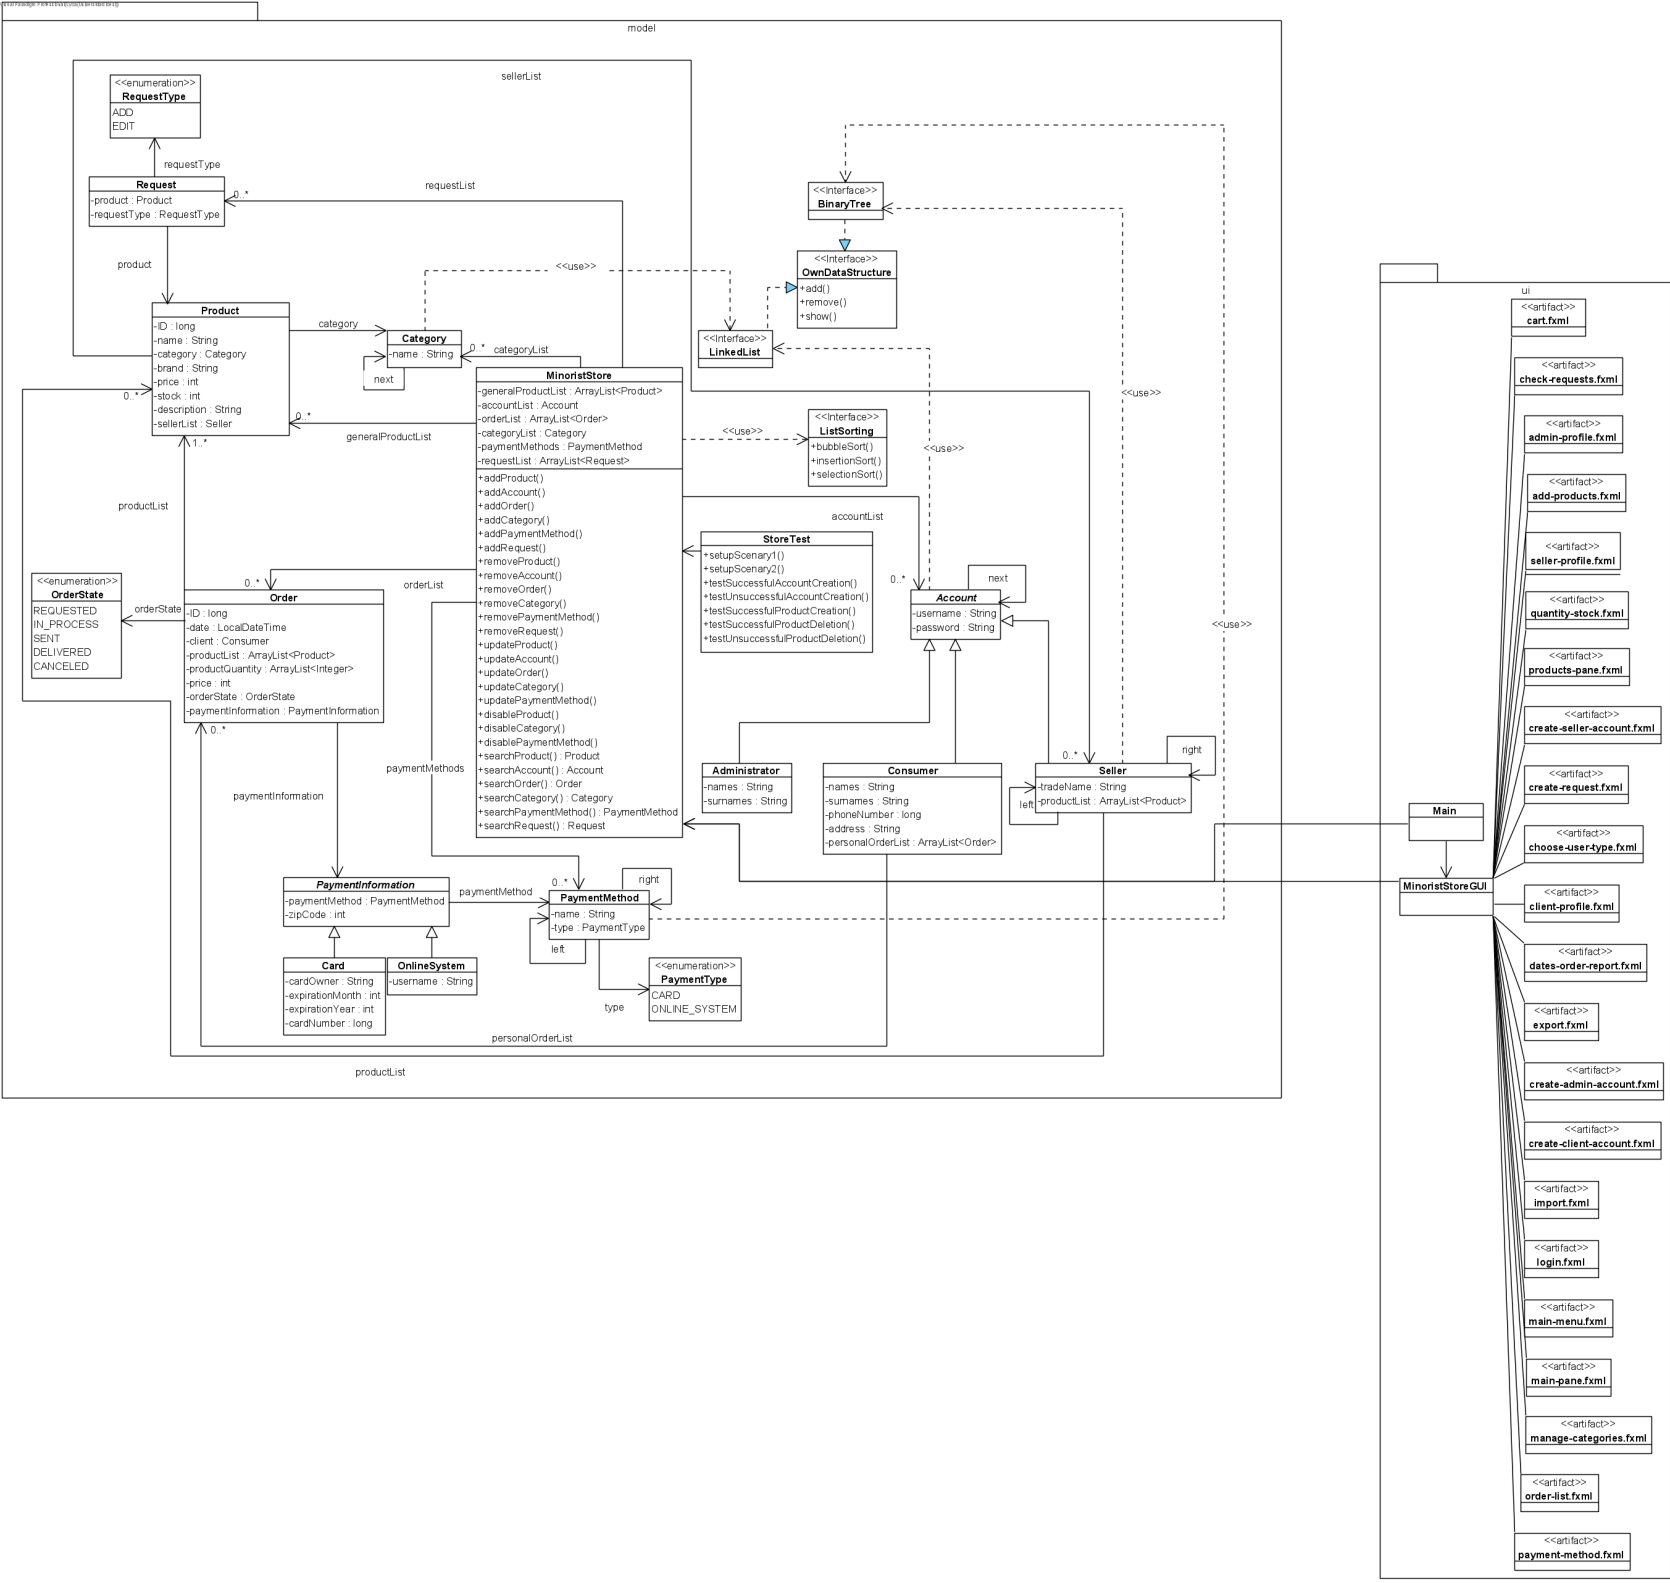 model
sellerList
<<enumeration>>
RequestType
ADD
EDIT
requestType
Request
-product : Product
-requestType : RequestType
0..*
requestList
product
<<Interface>>
BinaryTree
<<Interface>>
OwnDataStructure
+add()
+remove()
+show()
<<use>>
Product
-ID : long
-name : String
-category : Category
-brand : String
-price : int
-stock : int
-description : String
-sellerList : Seller
category
Category
-name : String
next
0..*
categoryList
<<Interface>>
LinkedList
0..*
0..*
generalProductList
1..*
MinoristStore
-generalProductList : ArrayList<Product>
-accountList : Account
-orderList : ArrayList<Order>
-categoryList : Category
-paymentMethods : PaymentMethod
-requestList : ArrayList<Request>
+addProduct()
+addAccount()
+addOrder()
+addCategory()
+addPaymentMethod()
+addRequest()
+removeProduct()
+removeAccount()
+removeOrder()
+removeCategory()
+removePaymentMethod()
+removeRequest()
+updateProduct()
+updateAccount()
+updateOrder()
+updateCategory()
+updatePaymentMethod()
+disableProduct()
+disableCategory()
+disablePaymentMethod()
+searchProduct() : Product
+searchAccount() : Account
+searchOrder() : Order
+searchCategory() : Category
+searchPaymentMethod() : PaymentMethod
+searchRequest() : Request
<<use>>
<<Interface>>
ListSorting
+bubbleSort()
+insertionSort()
+selectionSort()
<<use>>
<<use>>
<<use>>
accountList
StoreTest
+setupScenary1()
+setupScenary2()
+testSuccessfulAccountCreation()
+testUnsuccessfulAccountCreation()
+testSuccessfulProductCreation()
+testSuccessfulProductDeletion()
+testUnsuccessfulProductDeletion()
0..*
next
Account
-username : String
-password : String
productList
<<enumeration>>
OrderState
REQUESTED
IN_PROCESS
SENT
DELIVERED
CANCELED
orderState
0..*
orderList
Order
-ID : long
-date : LocalDateTime
-client : Consumer
-productList : ArrayList<Product>
-productQuantity : ArrayList<Integer>
-price : int
-orderState : OrderState
-paymentInformation : PaymentInformation
0..*
paymentMethods
paymentInformation
Administrator
-names : String
-surnames : String
Consumer
-names : String
-surnames : String
-phoneNumber : long
-address : String
-personalOrderList : ArrayList<Order>
0..*
right
Seller
-tradeName : String
-productList : ArrayList<Product>
left
PaymentInformation
-paymentMethod : PaymentMethod
-zipCode : int
paymentMethod
0..*
right
PaymentMethod
-name : String
-type : PaymentType
left
Card
-cardOwner : String
-expirationMonth : int
-expirationYear : int
-cardNumber : long
OnlineSystem
-username : String
type
<<enumeration>>
PaymentType
CARD
ONLINE_SYSTEM
personalOrderList
productList
ui
Main
MinoristStoreGUI
<<artifact>>
cart.fxml
<<artifact>>
check-requests.fxml
<<artifact>>
admin-profile.fxml
<<artifact>>
add-products.fxml
<<artifact>>
seller-profile.fxml
<<artifact>>
quantity-stock.fxml
<<artifact>>
products-pane.fxml
<<artifact>>
create-seller-account.fxml
<<artifact>>
create-request.fxml
<<artifact>>
choose-user-type.fxml
<<artifact>>
client-profile.fxml
<<artifact>>
dates-order-report.fxml
<<artifact>>
export.fxml
<<artifact>>
create-admin-account.fxml
<<artifact>>
create-client-account.fxml
<<artifact>>
import.fxml
<<artifact>>
login.fxml
<<artifact>>
main-menu.fxml
<<artifact>>
main-pane.fxml
<<artifact>>
manage-categories.fxml
<<artifact>>
order-list.fxml
<<artifact>>
payment-method.fxml